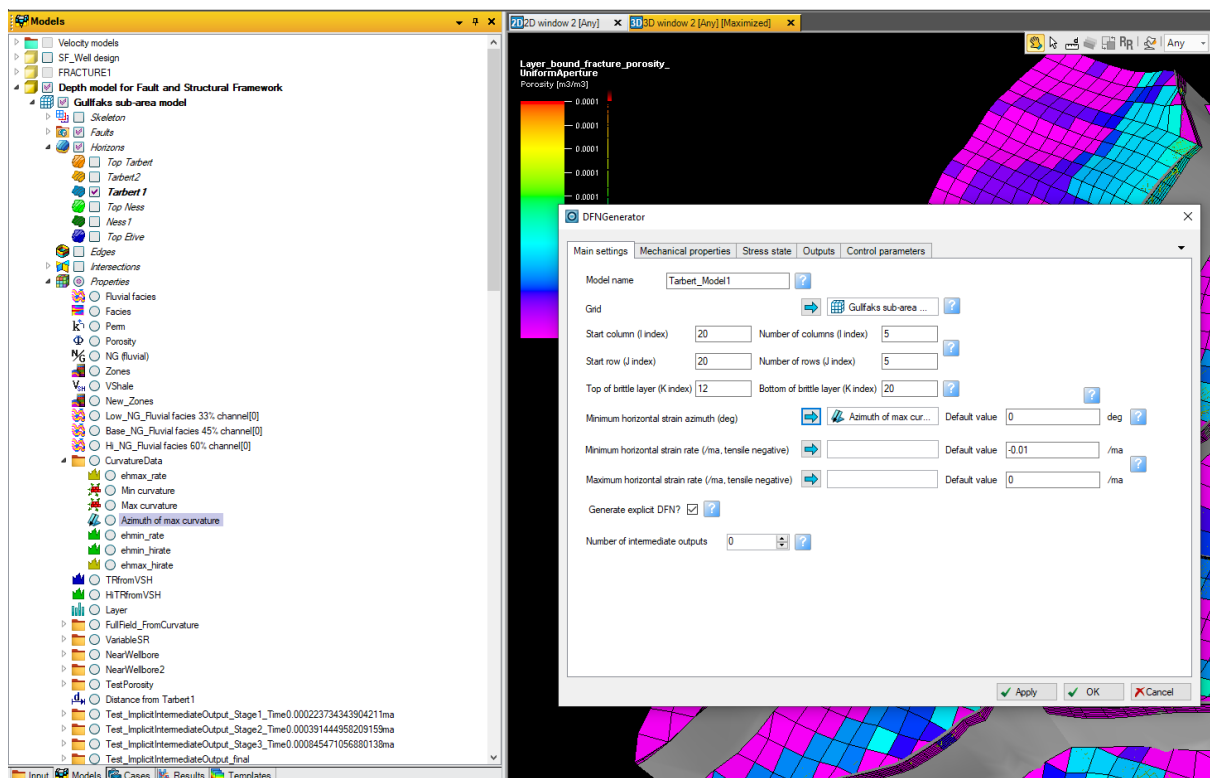 Models
Velocity models
SF_Well design
FRACTURE1
Depth model for Fault and Structural Framework
Gullfaks sub-area model
Skeleton
Faults
Horizons
Top Tarbert
Tarbert2
Tarbert 1
Top Ness
Ness1
Top Etive
Edges
Intersections
Properties
Fluvial facies
Facies
Perm
Porosity
N/G NG (fluvial)
Zones
VSH VShale
New_Zones
Low_NG_Fluvial facies 33% channel[0]
Base_NG_Fluvial facies 45% channel[0]
Hi_NG_Fluvial facies 60% channel[0]
CurvatureData
ehmax_rate
Min curvature
Max curvature
Azimuth of max curvature
ehmin_rate
ehmin_hirate
ehmax_hirate
TRfromVSH
HiTRfromVSH
Layer
FullField_FromCurvature
VariableSR
NearWellbore
NearWellbore2
TestPorosity
Distance from Tarbert1
Test_ImplicitIntermediateOutput_Stage1_Time0.000223734343904211ma
Test_ImplicitIntermediateOutput_Stage2_Time0.000391444958209159ma
Test_ImplicitIntermediateOutput_Stage3_Time0.000845471056880138ma
Test_ImplicitIntermediateOutput_final
Input Models Cases Results Templates
2D 2D window 2 [Any] 3D 3D window 2 [Any] [Maximized]
Any
Layer_bound_fracture_porosity_
UniformAperture
Porosity [m3/m3]
0.0001
0.0001
0.0001
0.0001
DFNGenerator
Main settings Mechanical properties Stress state Outputs Control parameters
Model name Tarbert_Model1 ?
Grid Gullfaks sub-area ... ?
Start column (I index) 20 Number of columns (I index) 5
?
Start row (J index) 20 Number of rows (J index) 5
Top of brittle layer (K index) 12 Bottom of brittle layer (K index) 20 ?
?
Minimum horizontal strain azimuth (deg) Azimuth of max cur... Default value 0 deg ?
Minimum horizontal strain rate (/ma, tensile negative) Default value -0.01 /ma
?
Maximum horizontal strain rate (/ma, tensile negative) Default value 0 /ma
Generate explicit DFN? ?
Number of intermediate outputs 0 ?
Apply OK Cancel